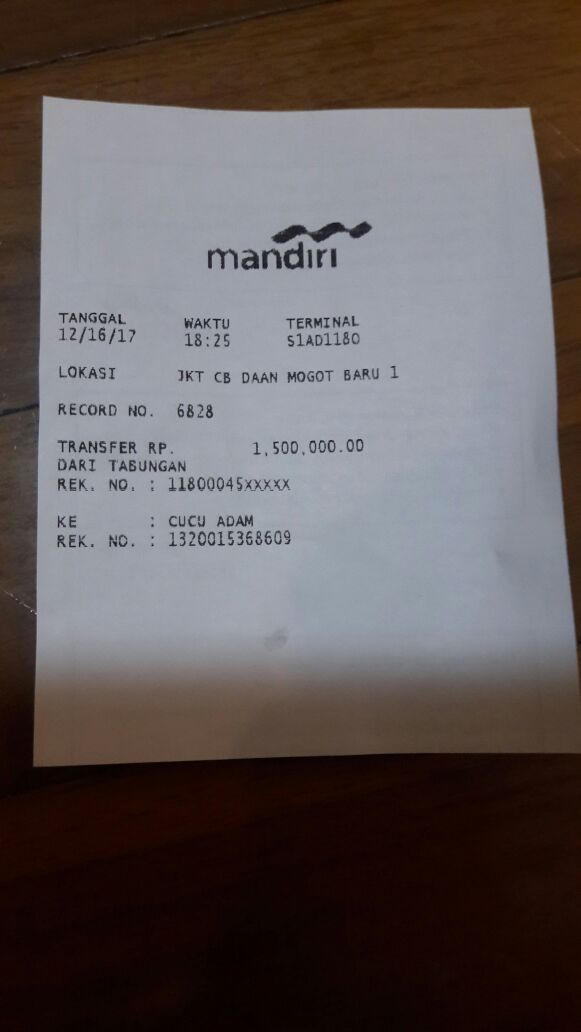 mandiri
TANGGAL WAKTU TERMINAL
12/16/17 18:25 S1AD1180
LOKASI JKT CB DAAN MOGOT BARU 1
RECORD NO. 6828
TRANSFER RP. 1,500,000.00
DARI TABUNGAN
REK. NO. : 11800045XXXXX
KE : CUCU ADAM
REK. NO. : 1320015368609